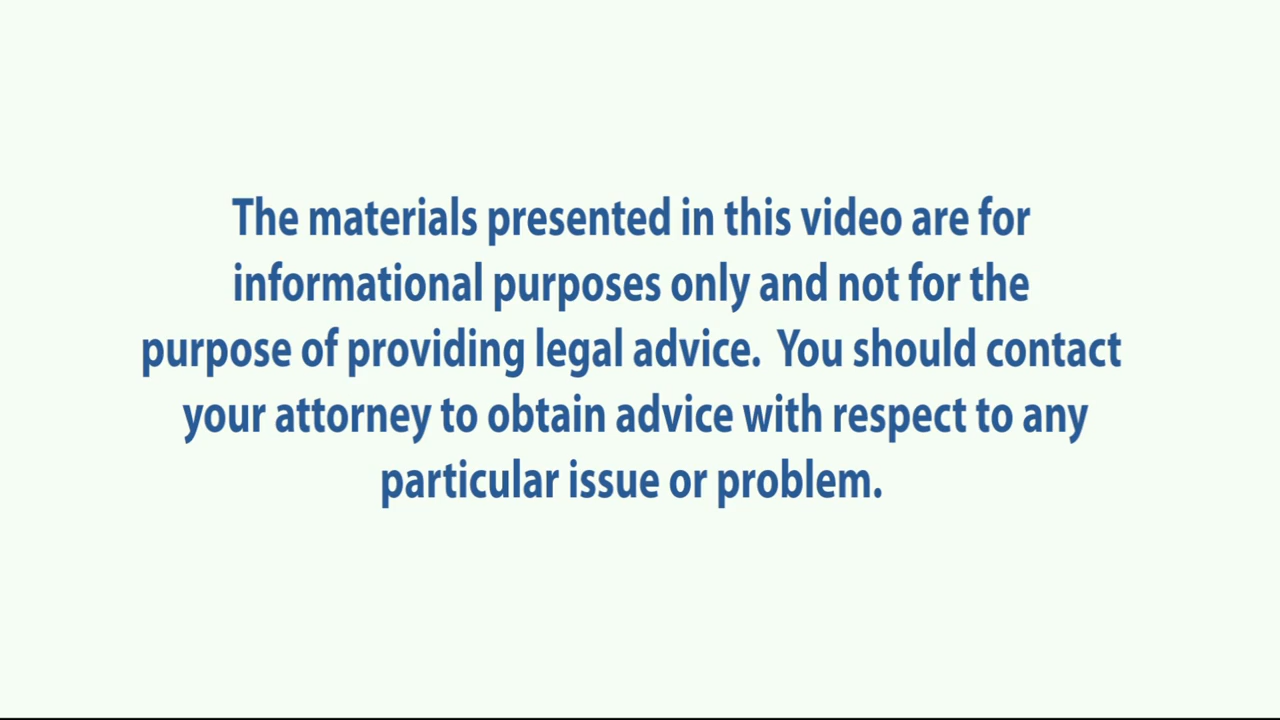 The materials presented in this video are for
informational purposes only and not for the
purpose of providing legal advice.  You should contact
your attorney to obtain advice with respect to any
particular issue or problem.